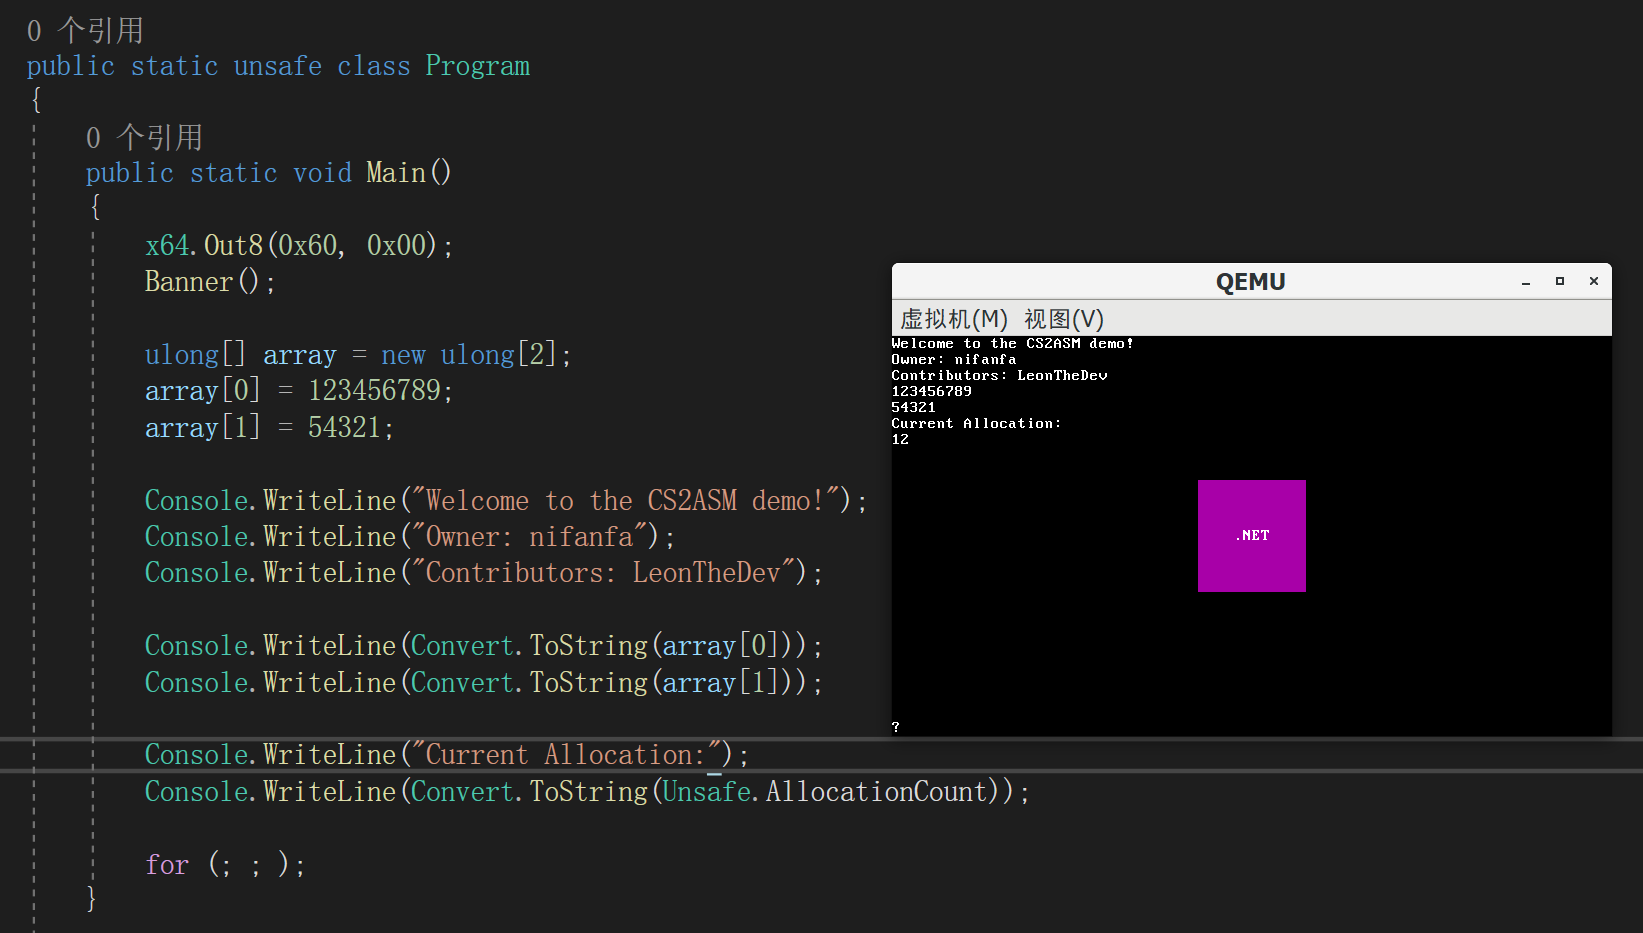 0 个引用
public static unsafe class Program
{
0 个引用
public static void Main()
{
x64.Out8(0x60, 0x00);
Banner();
ulong[] array = new ulong[2];
array[0] = 123456789;
array[1] = 54321;
Console.WriteLine("Welcome to the CS2ASM demo!");
Console.WriteLine("Owner: nifanfa");
Console.WriteLine("Contributors: LeonTheDev");
Console.WriteLine(Convert.ToString(array[0]));
Console.WriteLine(Convert.ToString(array[1]));
Console.WriteLine("Current Allocation:");
Console.WriteLine(Convert.ToString(Unsafe.AllocationCount));
for (; ; );
}
QEMU
虚拟机(M) 视图(V)
Welcome to the CS2ASM demo!
Owner: nifanfa
Contributors: LeonTheDev
123456789
54321
Current Allocation:
12
.NET
?